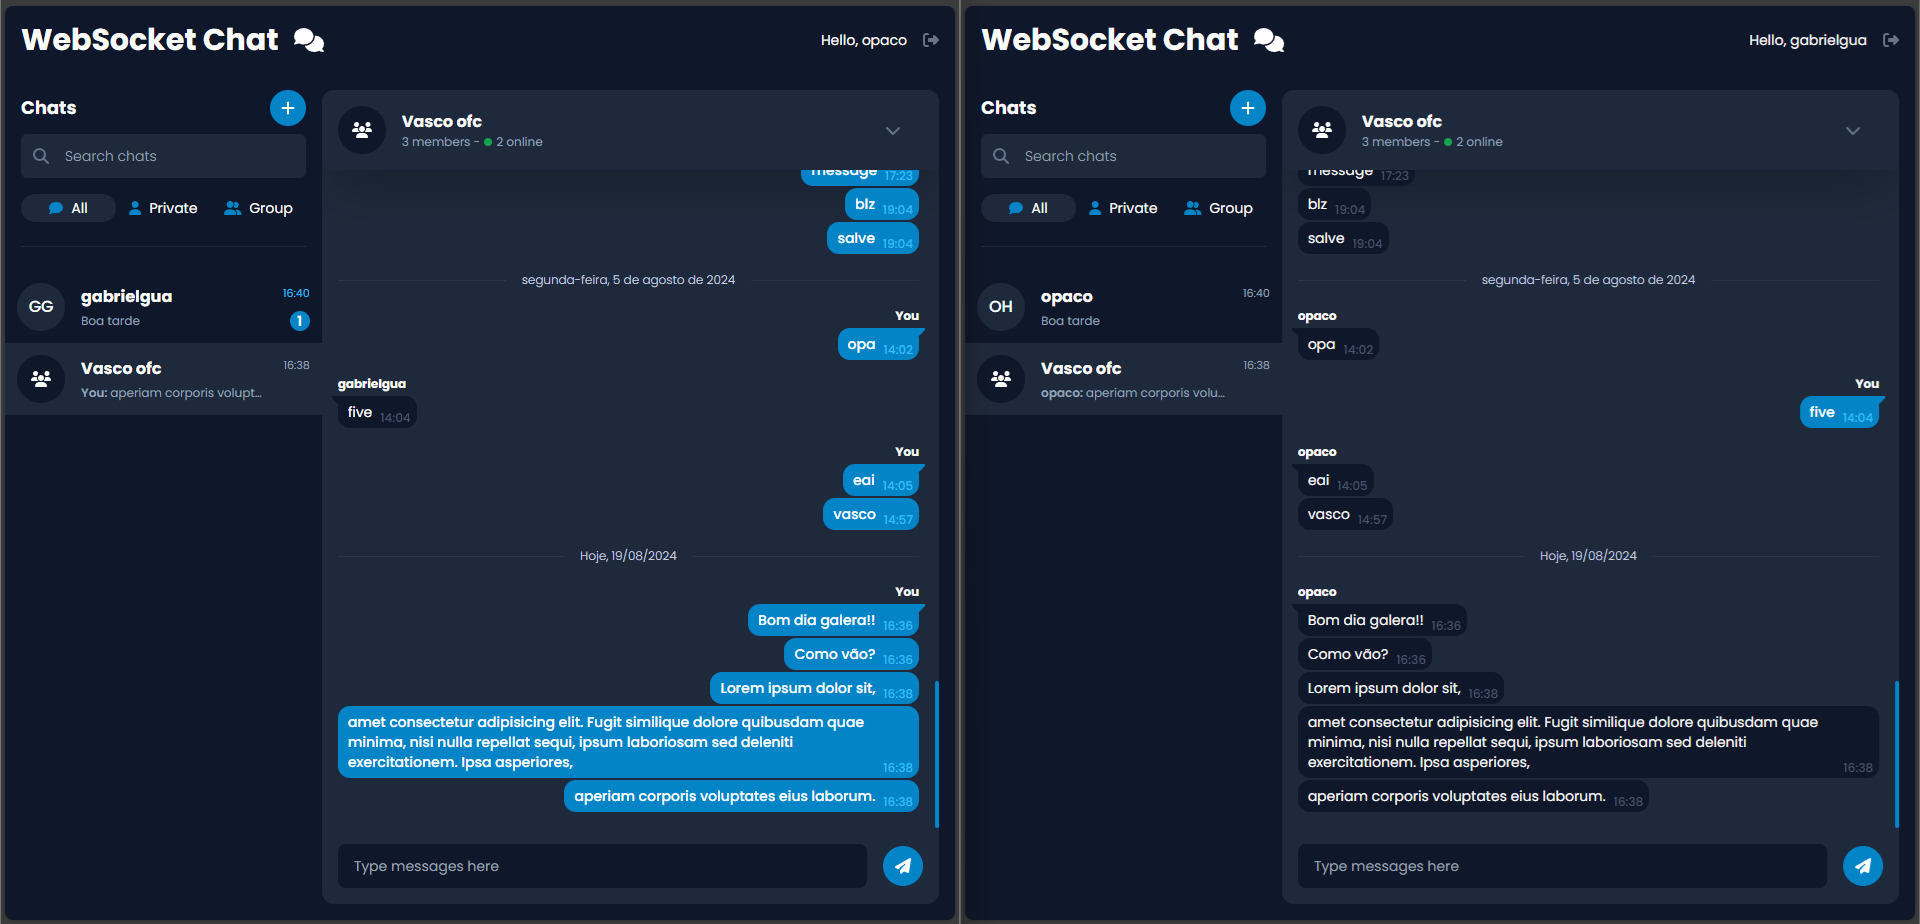 WebSocket Chat
Hello, opaco
Chats
Search chats
All Private Group
GG
gabrielgua 16:40
Boa tarde 1
Vasco ofc 16:38
You: aperiam corporis volupt...
Vasco ofc
3 members - 2 online
message 17:23
blz 19:04
salve 19:04
segunda-feira, 5 de agosto de 2024
You
opa 14:02
gabrielgua
five 14:04
You
eai 14:05
vasco 14:57
Hoje, 19/08/2024
You
Bom dia galera!! 16:36
Como vão? 16:36
Lorem ipsum dolor sit, 16:38
amet consectetur adipisicing elit. Fugit similique dolore quibusdam quae
minima, nisi nulla repellat sequi, ipsum laboriosam sed deleniti
exercitationem. Ipsa asperiores, 16:38
aperiam corporis voluptates eius laborum. 16:38
Type messages here
WebSocket Chat
Hello, gabrielgua
Chats
Search chats
All Private Group
OH
opaco 16:40
Boa tarde
Vasco ofc 16:38
opaco: aperiam corporis volu...
Vasco ofc
3 members - 2 online
message 17:23
blz 19:04
salve 19:04
segunda-feira, 5 de agosto de 2024
opaco
opa 14:02
You
five 14:04
opaco
eai 14:05
vasco 14:57
Hoje, 19/08/2024
opaco
Bom dia galera!! 16:36
Como vão? 16:36
Lorem ipsum dolor sit, 16:38
amet consectetur adipisicing elit. Fugit similique dolore quibusdam quae
minima, nisi nulla repellat sequi, ipsum laboriosam sed deleniti
exercitationem. Ipsa asperiores, 16:38
aperiam corporis voluptates eius laborum. 16:38
Type messages here